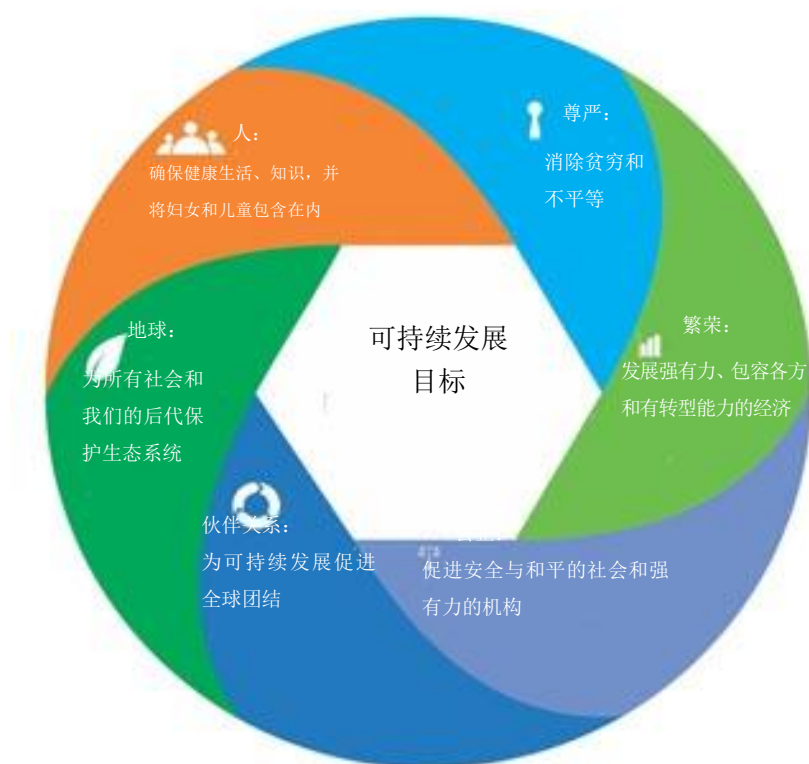 尊严：
消除贫穷和
不平等
人：
确保健康生活、知识，并
将妇女和儿童包含在内
可持续发展
目标
繁荣：
发展强有力、包容各方
和有转型能力的经济
地球：
为所有社会和
我们的后代保
护生态系统
伙伴关系：
为可持续发展促进
全球团结
促进安全与和平的社会和强
有力的机构